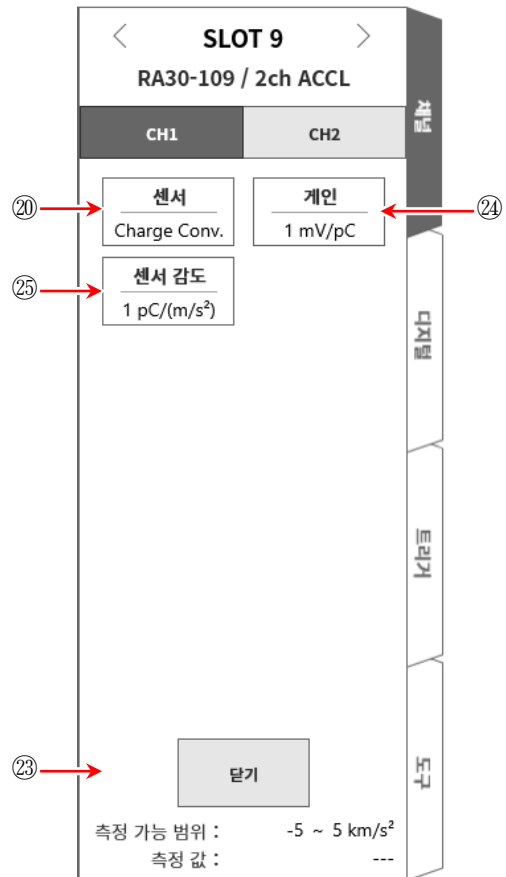 SLOT 9
RA30-109 / 2ch ACCL
CH1 CH2
채널
⑳ 센서 게인 ㉔
Charge Conv. 1 mV/pC
㉕ 센서 감도
1 pC/(m/s²)
디지털
트리거
도구
㉓ 닫기
측정 가능 범위 : -5 ~ 5 km/s²
측정 값 : ---